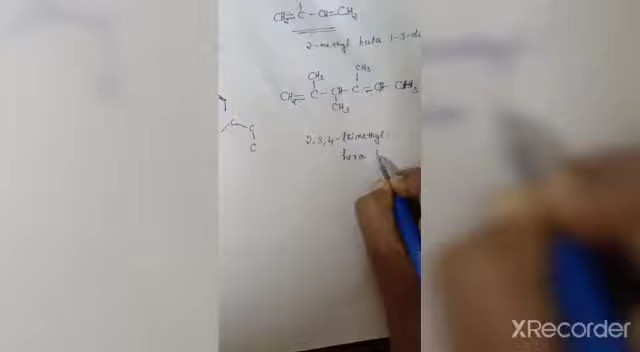 CH2=C-CH=CH2
2-methyl buta 1-3-di
CH3
CH3
CH2=C-CH-C=CH CH3
CH3
C C
C
2,3,4-trimethyl
hexa 1
XRecorder